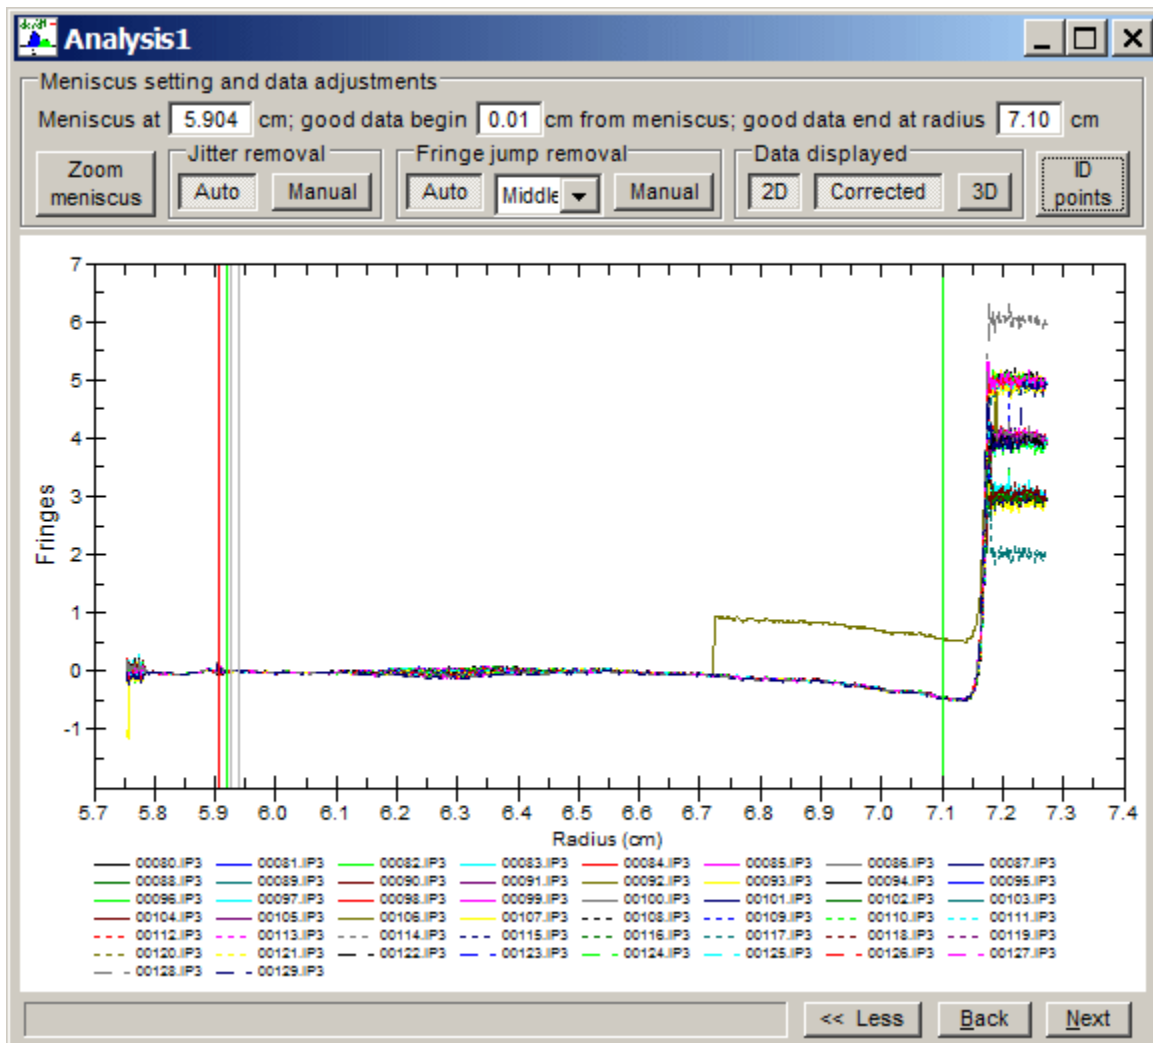 Analysis1
Meniscus setting and data adjustments
Meniscus at 5.904 cm; good data begin 0.01 cm from meniscus; good data end at radius 7.10 cm
Zoom meniscus
Jitter removal
Auto Manual
Fringe jump removal
Auto Middle Manual
Data displayed
2D Corrected 3D
ID points
7
6
5
4
3
2
1
0
-1
Fringes
5.7 5.8 5.9 6.0 6.1 6.2 6.3 6.4 6.5 6.6 6.7 6.8 6.9 7.0 7.1 7.2 7.3 7.4
Radius (cm)
00080.IP3 00081.IP3 00082.IP3 00083.IP3 00084.IP3 00085.IP3 00086.IP3 00087.IP3
00088.IP3 00089.IP3 00090.IP3 00091.IP3 00092.IP3 00093.IP3 00094.IP3 00095.IP3
00096.IP3 00097.IP3 00098.IP3 00099.IP3 00100.IP3 00101.IP3 00102.IP3 00103.IP3
00104.IP3 00105.IP3 00106.IP3 00107.IP3 00108.IP3 00109.IP3 00110.IP3 00111.IP3
00112.IP3 00113.IP3 00114.IP3 00115.IP3 00116.IP3 00117.IP3 00118.IP3 00119.IP3
00120.IP3 00121.IP3 00122.IP3 00123.IP3 00124.IP3 00125.IP3 00126.IP3 00127.IP3
00128.IP3 00129.IP3
<< Less Back Next